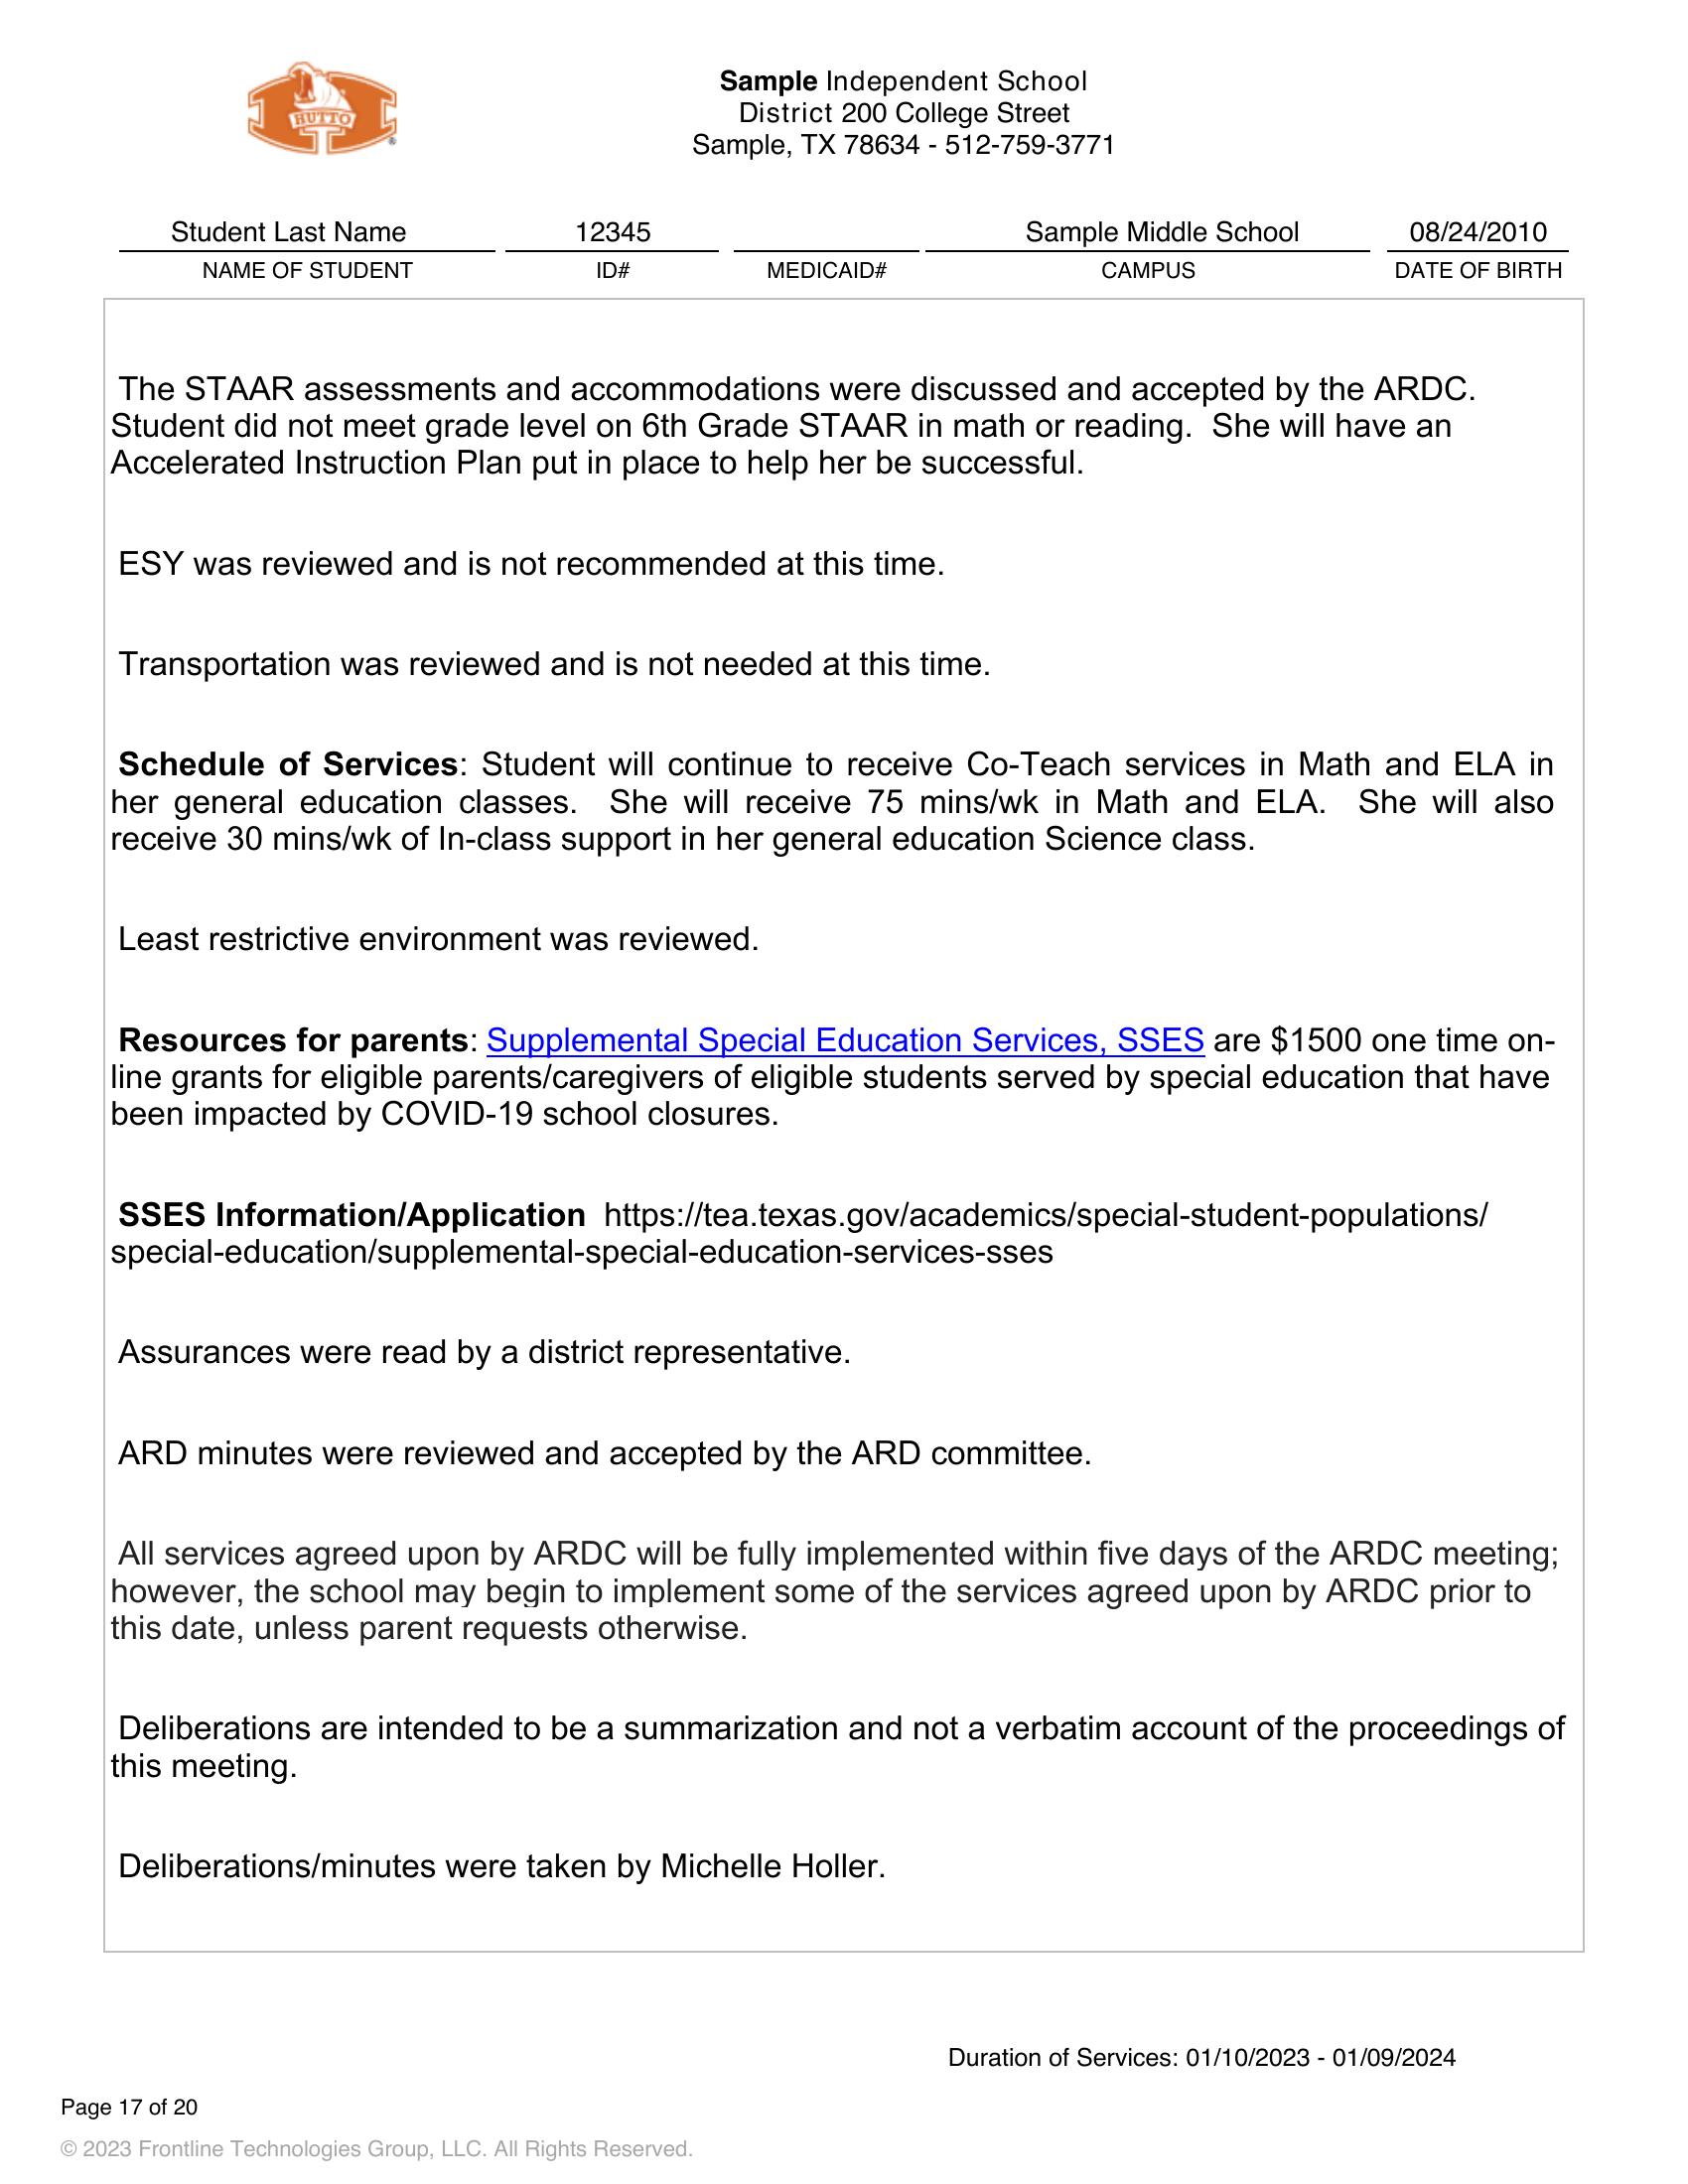 HUTTO
®
Sample Independent School
District 200 College Street
Sample, TX 78634 - 512-759-3771
Student Last Name 12345 Sample Middle School 08/24/2010
NAME OF STUDENT ID# MEDICAID# CAMPUS DATE OF BIRTH
The STAAR assessments and accommodations were discussed and accepted by the ARDC.
Student did not meet grade level on 6th Grade STAAR in math or reading.  She will have an
Accelerated Instruction Plan put in place to help her be successful.
ESY was reviewed and is not recommended at this time.
Transportation was reviewed and is not needed at this time.
Schedule of Services: Student will continue to receive Co-Teach services in Math and ELA in
her general education classes.  She will receive 75 mins/wk in Math and ELA.  She will also
receive 30 mins/wk of In-class support in her general education Science class.
Least restrictive environment was reviewed.
Resources for parents: Supplemental Special Education Services, SSES are $1500 one time on-
line grants for eligible parents/caregivers of eligible students served by special education that have
been impacted by COVID-19 school closures.
SSES Information/Application  https://tea.texas.gov/academics/special-student-populations/
special-education/supplemental-special-education-services-sses
Assurances were read by a district representative.
ARD minutes were reviewed and accepted by the ARD committee.
All services agreed upon by ARDC will be fully implemented within five days of the ARDC meeting;
however, the school may begin to implement some of the services agreed upon by ARDC prior to
this date, unless parent requests otherwise.
Deliberations are intended to be a summarization and not a verbatim account of the proceedings of
this meeting.
Deliberations/minutes were taken by Michelle Holler.
Duration of Services: 01/10/2023 - 01/09/2024
Page 17 of 20
© 2023 Frontline Technologies Group, LLC. All Rights Reserved.